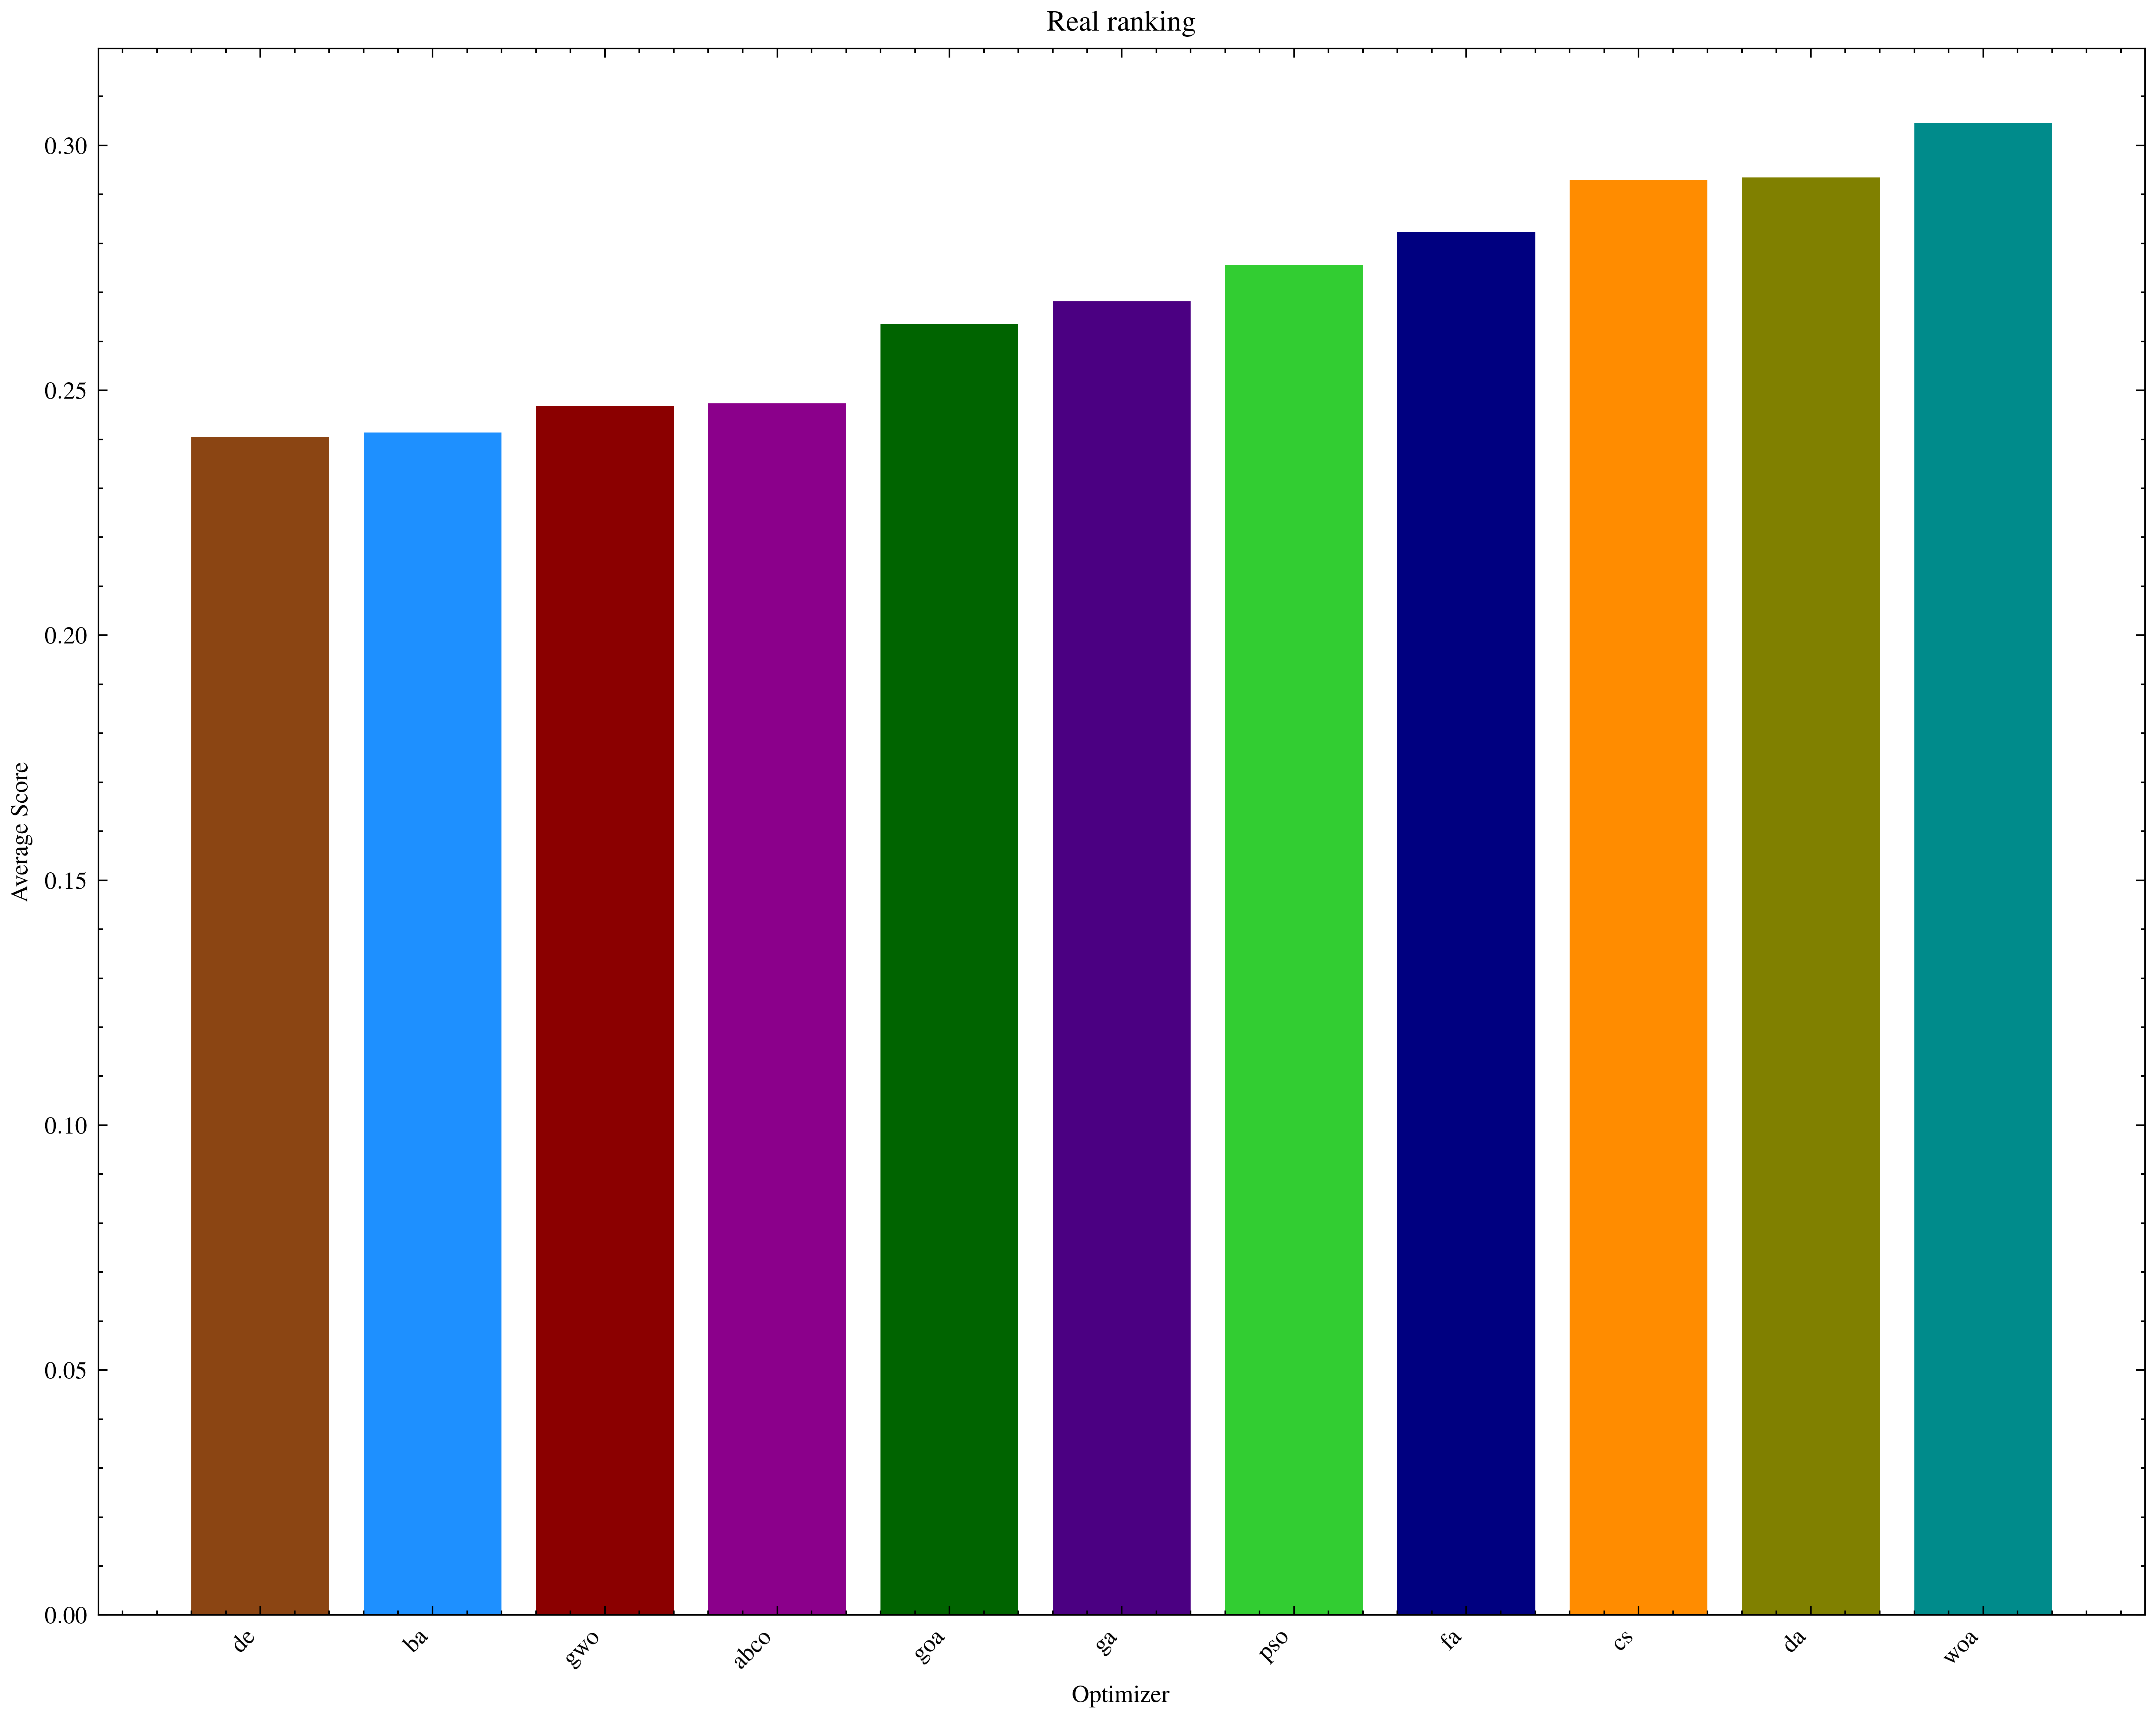 Real ranking
0.30
0.25
0.20
0.15
0.10
0.05
0.00
Average Score
de
ba
gwo
abco
goa
ga
pso
fa
cs
da
woa
Optimizer